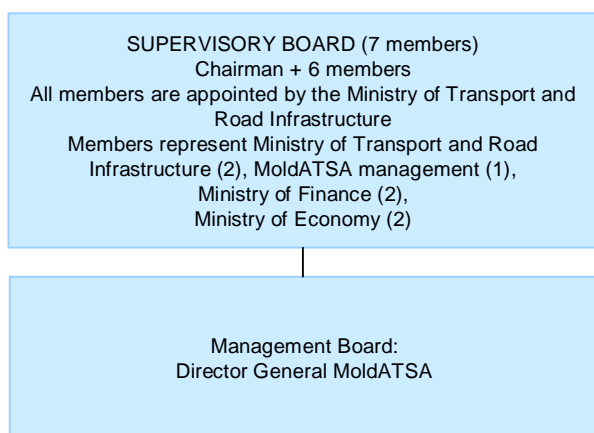 SUPERVISORY BOARD (7 members)
Chairman + 6 members
All members are appointed by the Ministry of Transport and
Road Infrastructure
Members represent Ministry of Transport and Road
Infrastructure (2), MoldATSA management (1),
Ministry of Finance (2),
Ministry of Economy (2)
Management Board:
Director General MoldATSA